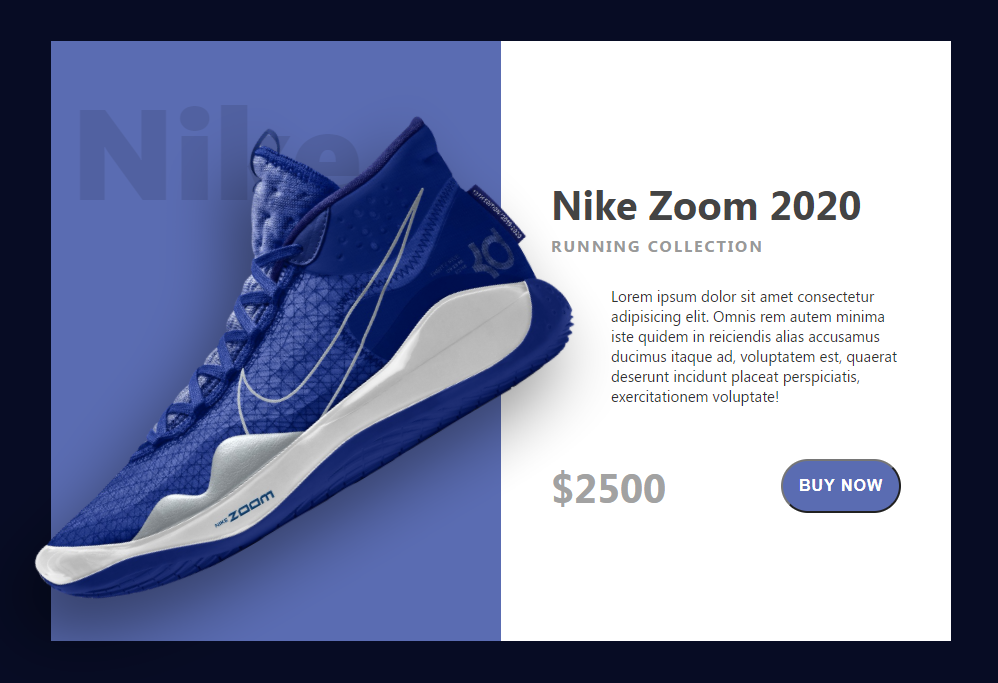 Nike
Nike Zoom 2020
RUNNING COLLECTION
Lorem ipsum dolor sit amet consectetur
adipisicing elit. Omnis rem autem minima
iste quidem in reiciendis alias accusamus
ducimus itaque ad, voluptatem est, quaerat
deserunt incidunt placeat perspiciatis,
exercitationem voluptate!
$2500
BUY NOW
kd
NIKE ZOOM